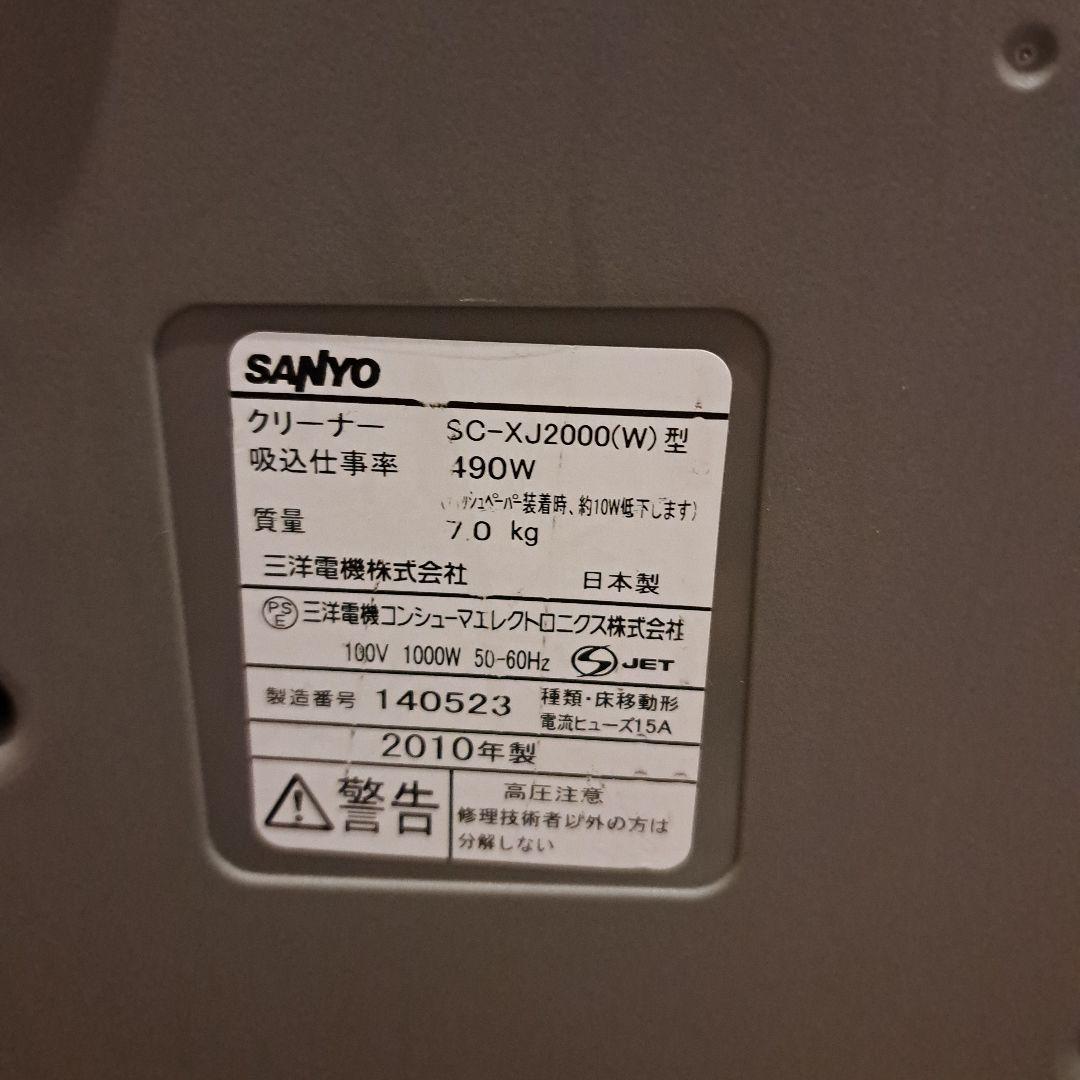 SANYO
クリーナー SC-XJ2000(W)型
吸込仕事率 490W
装着時、約10W低下します)
質量 7.0 kg
三洋電機株式会社 日本製
PSE 三洋電機コンシューマエレクトロニクス株式会社
100V 1000W 50-60Hz S JET
製造番号 140523 種類・床移動形
電流ヒューズ15A
2010年製
警告 高圧注意
修理技術者以外の方は
分解しない